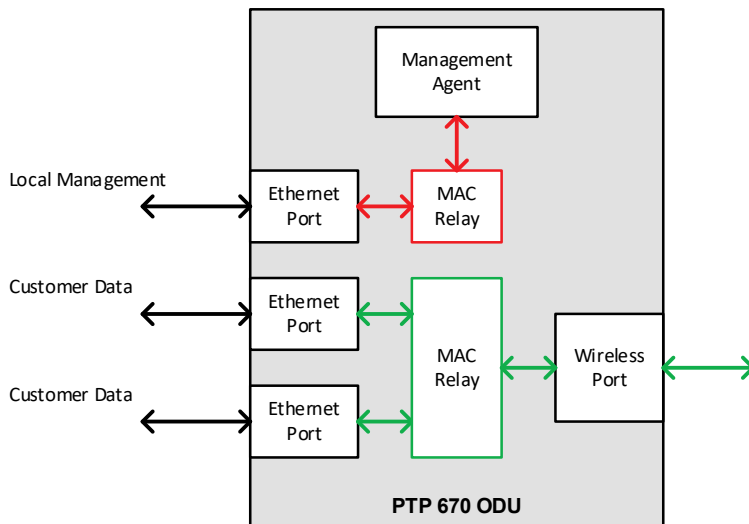 Management
Agent
Local Management
Ethernet
Port
MAC
Relay
Customer Data
Ethernet
Port
MAC
Relay
Wireless
Port
Customer Data
Ethernet
Port
PTP 670 ODU